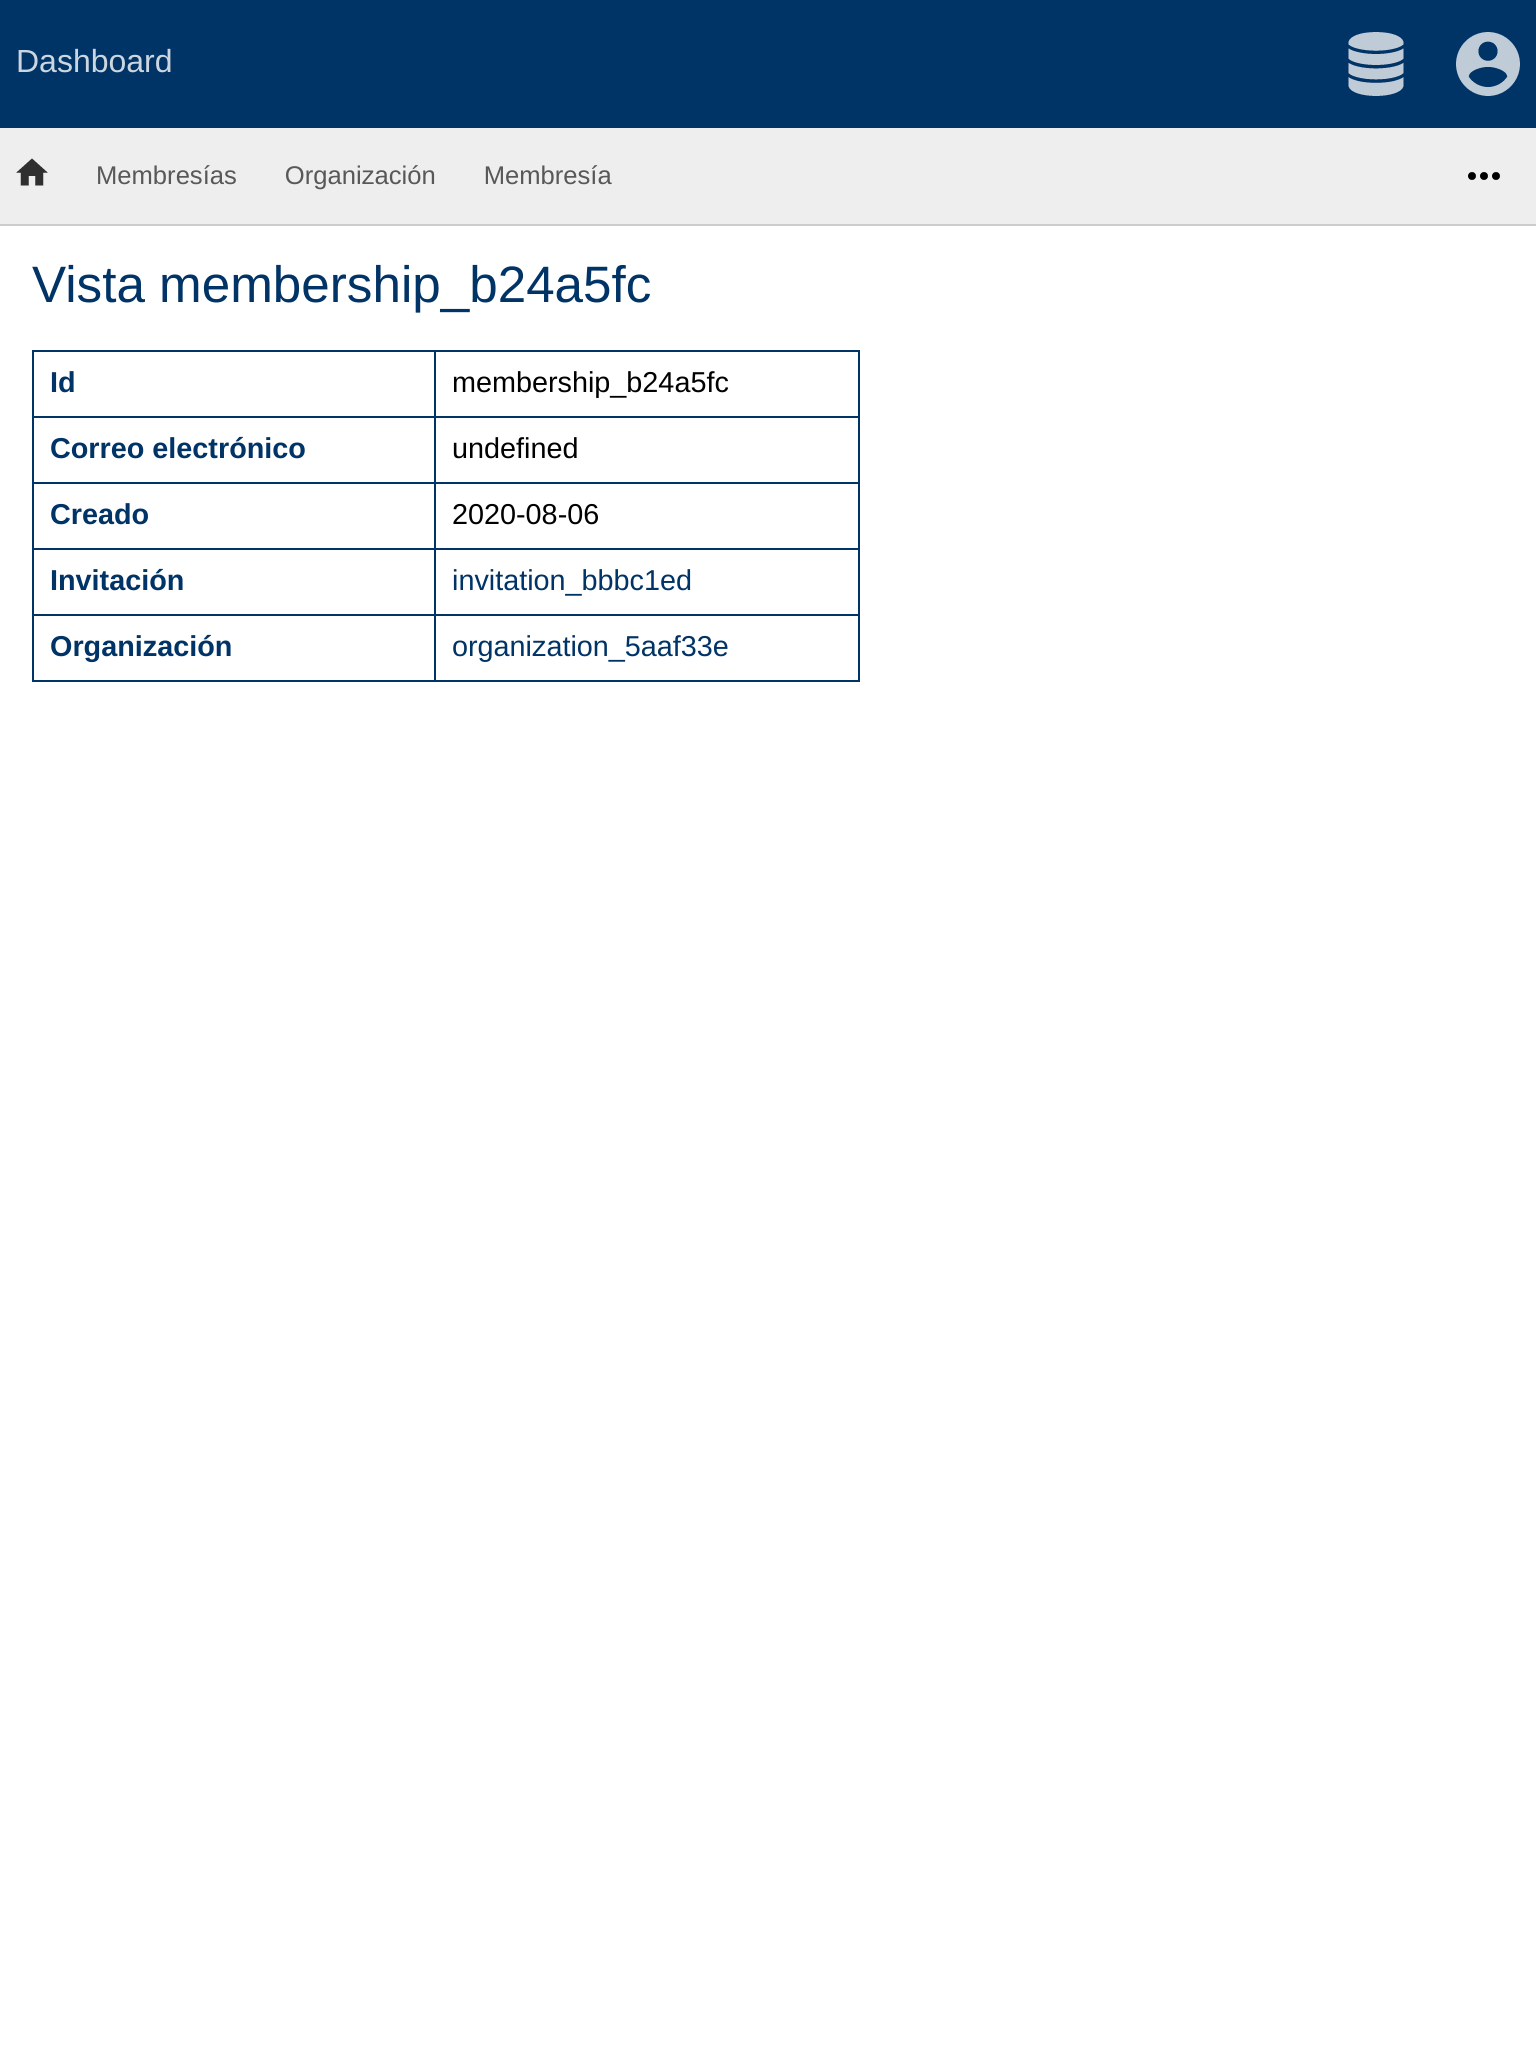 Dashboard
Membresías Organización Membresía
Vista membership_b24a5fc
Id membership_b24a5fc
Correo electrónico undefined
Creado 2020-08-06
Invitación invitation_bbbc1ed
Organización organization_5aaf33e